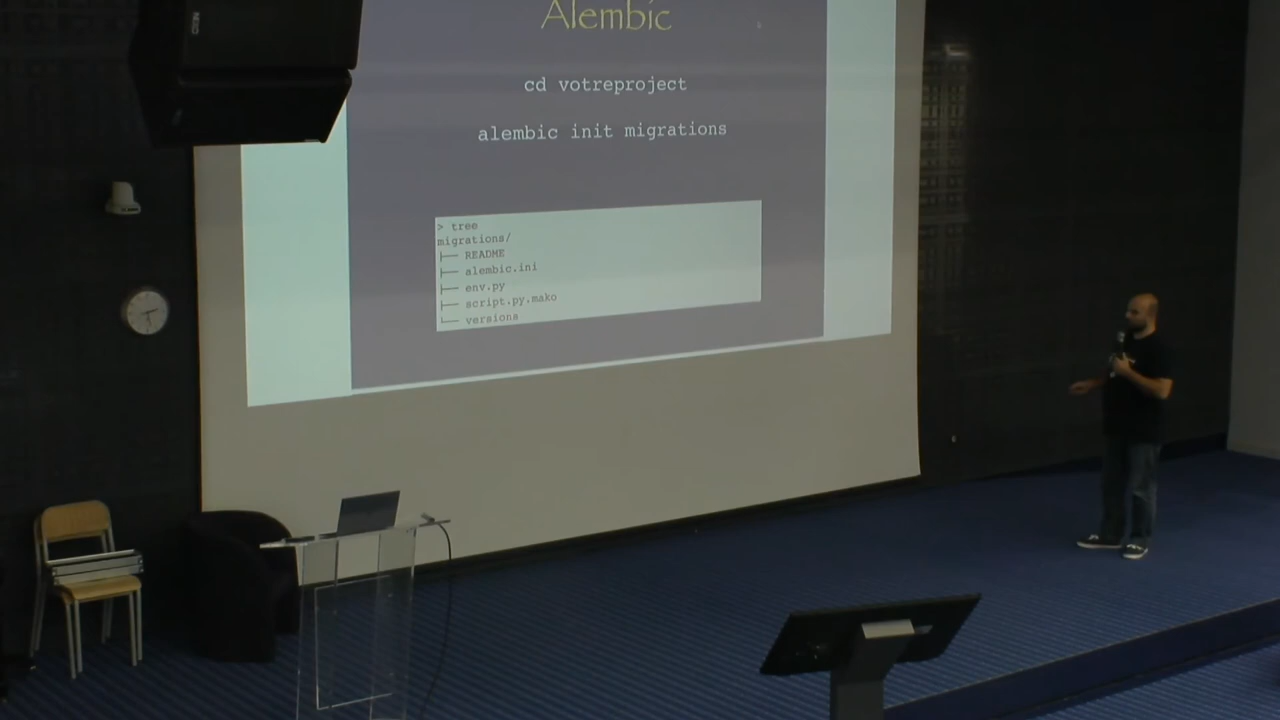 Alembic
cd votreproject
alembic init migrations
> tree
migrations/
├── README
├── alembic.ini
├── env.py
├── script.py.mako
└── versions